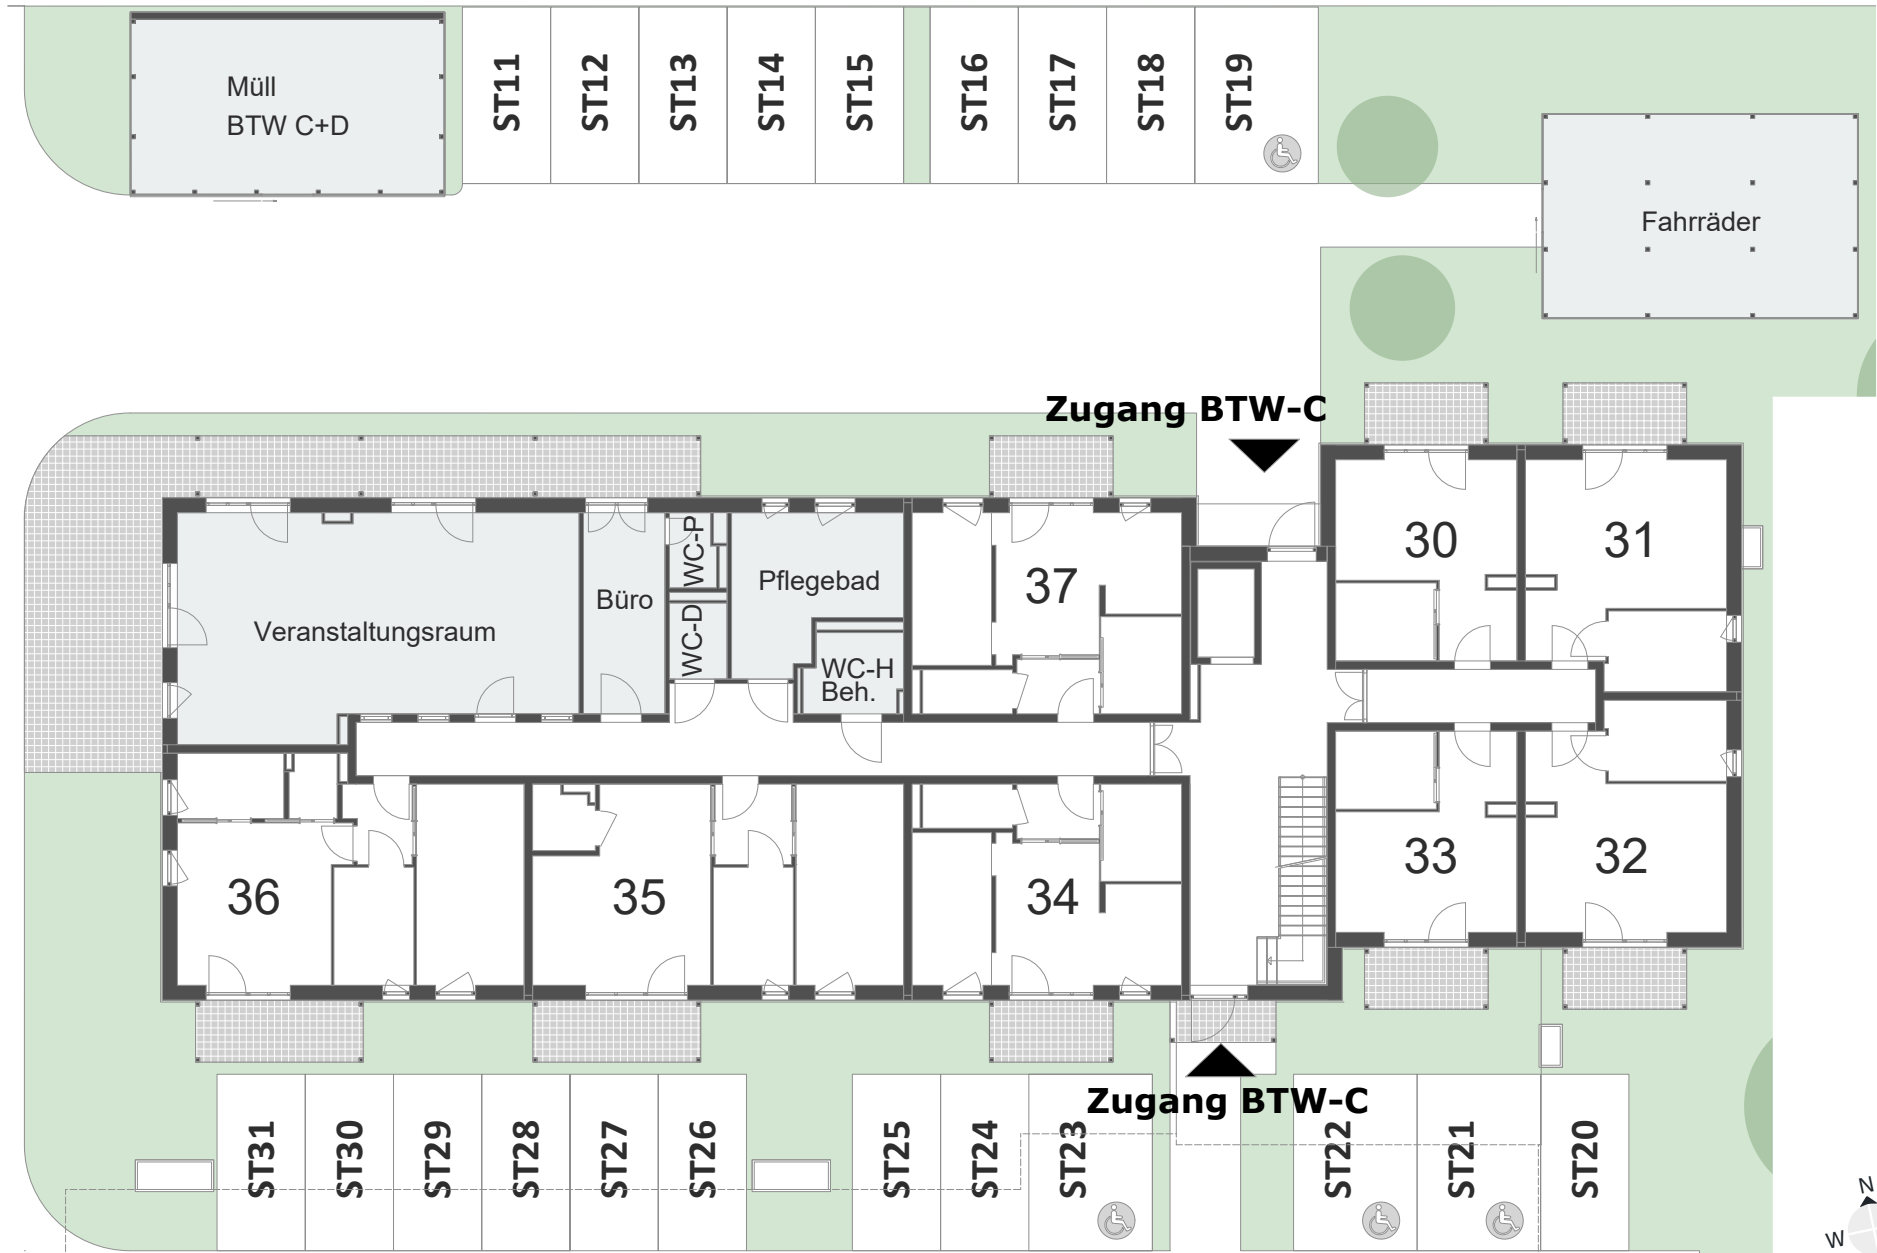 Müll
BTW C+D
ST11
ST12
ST13
ST14
ST15
ST16
ST17
ST18
ST19
Fahrräder
Zugang BTW-C
30
31
37
Veranstaltungsraum
Büro
WC-P
WC-D
Pflegebad
WC-H
Beh.
36
35
34
33
32
Zugang BTW-C
ST31
ST30
ST29
ST28
ST27
ST26
ST25
ST24
ST23
ST22
ST21
ST20
N
W